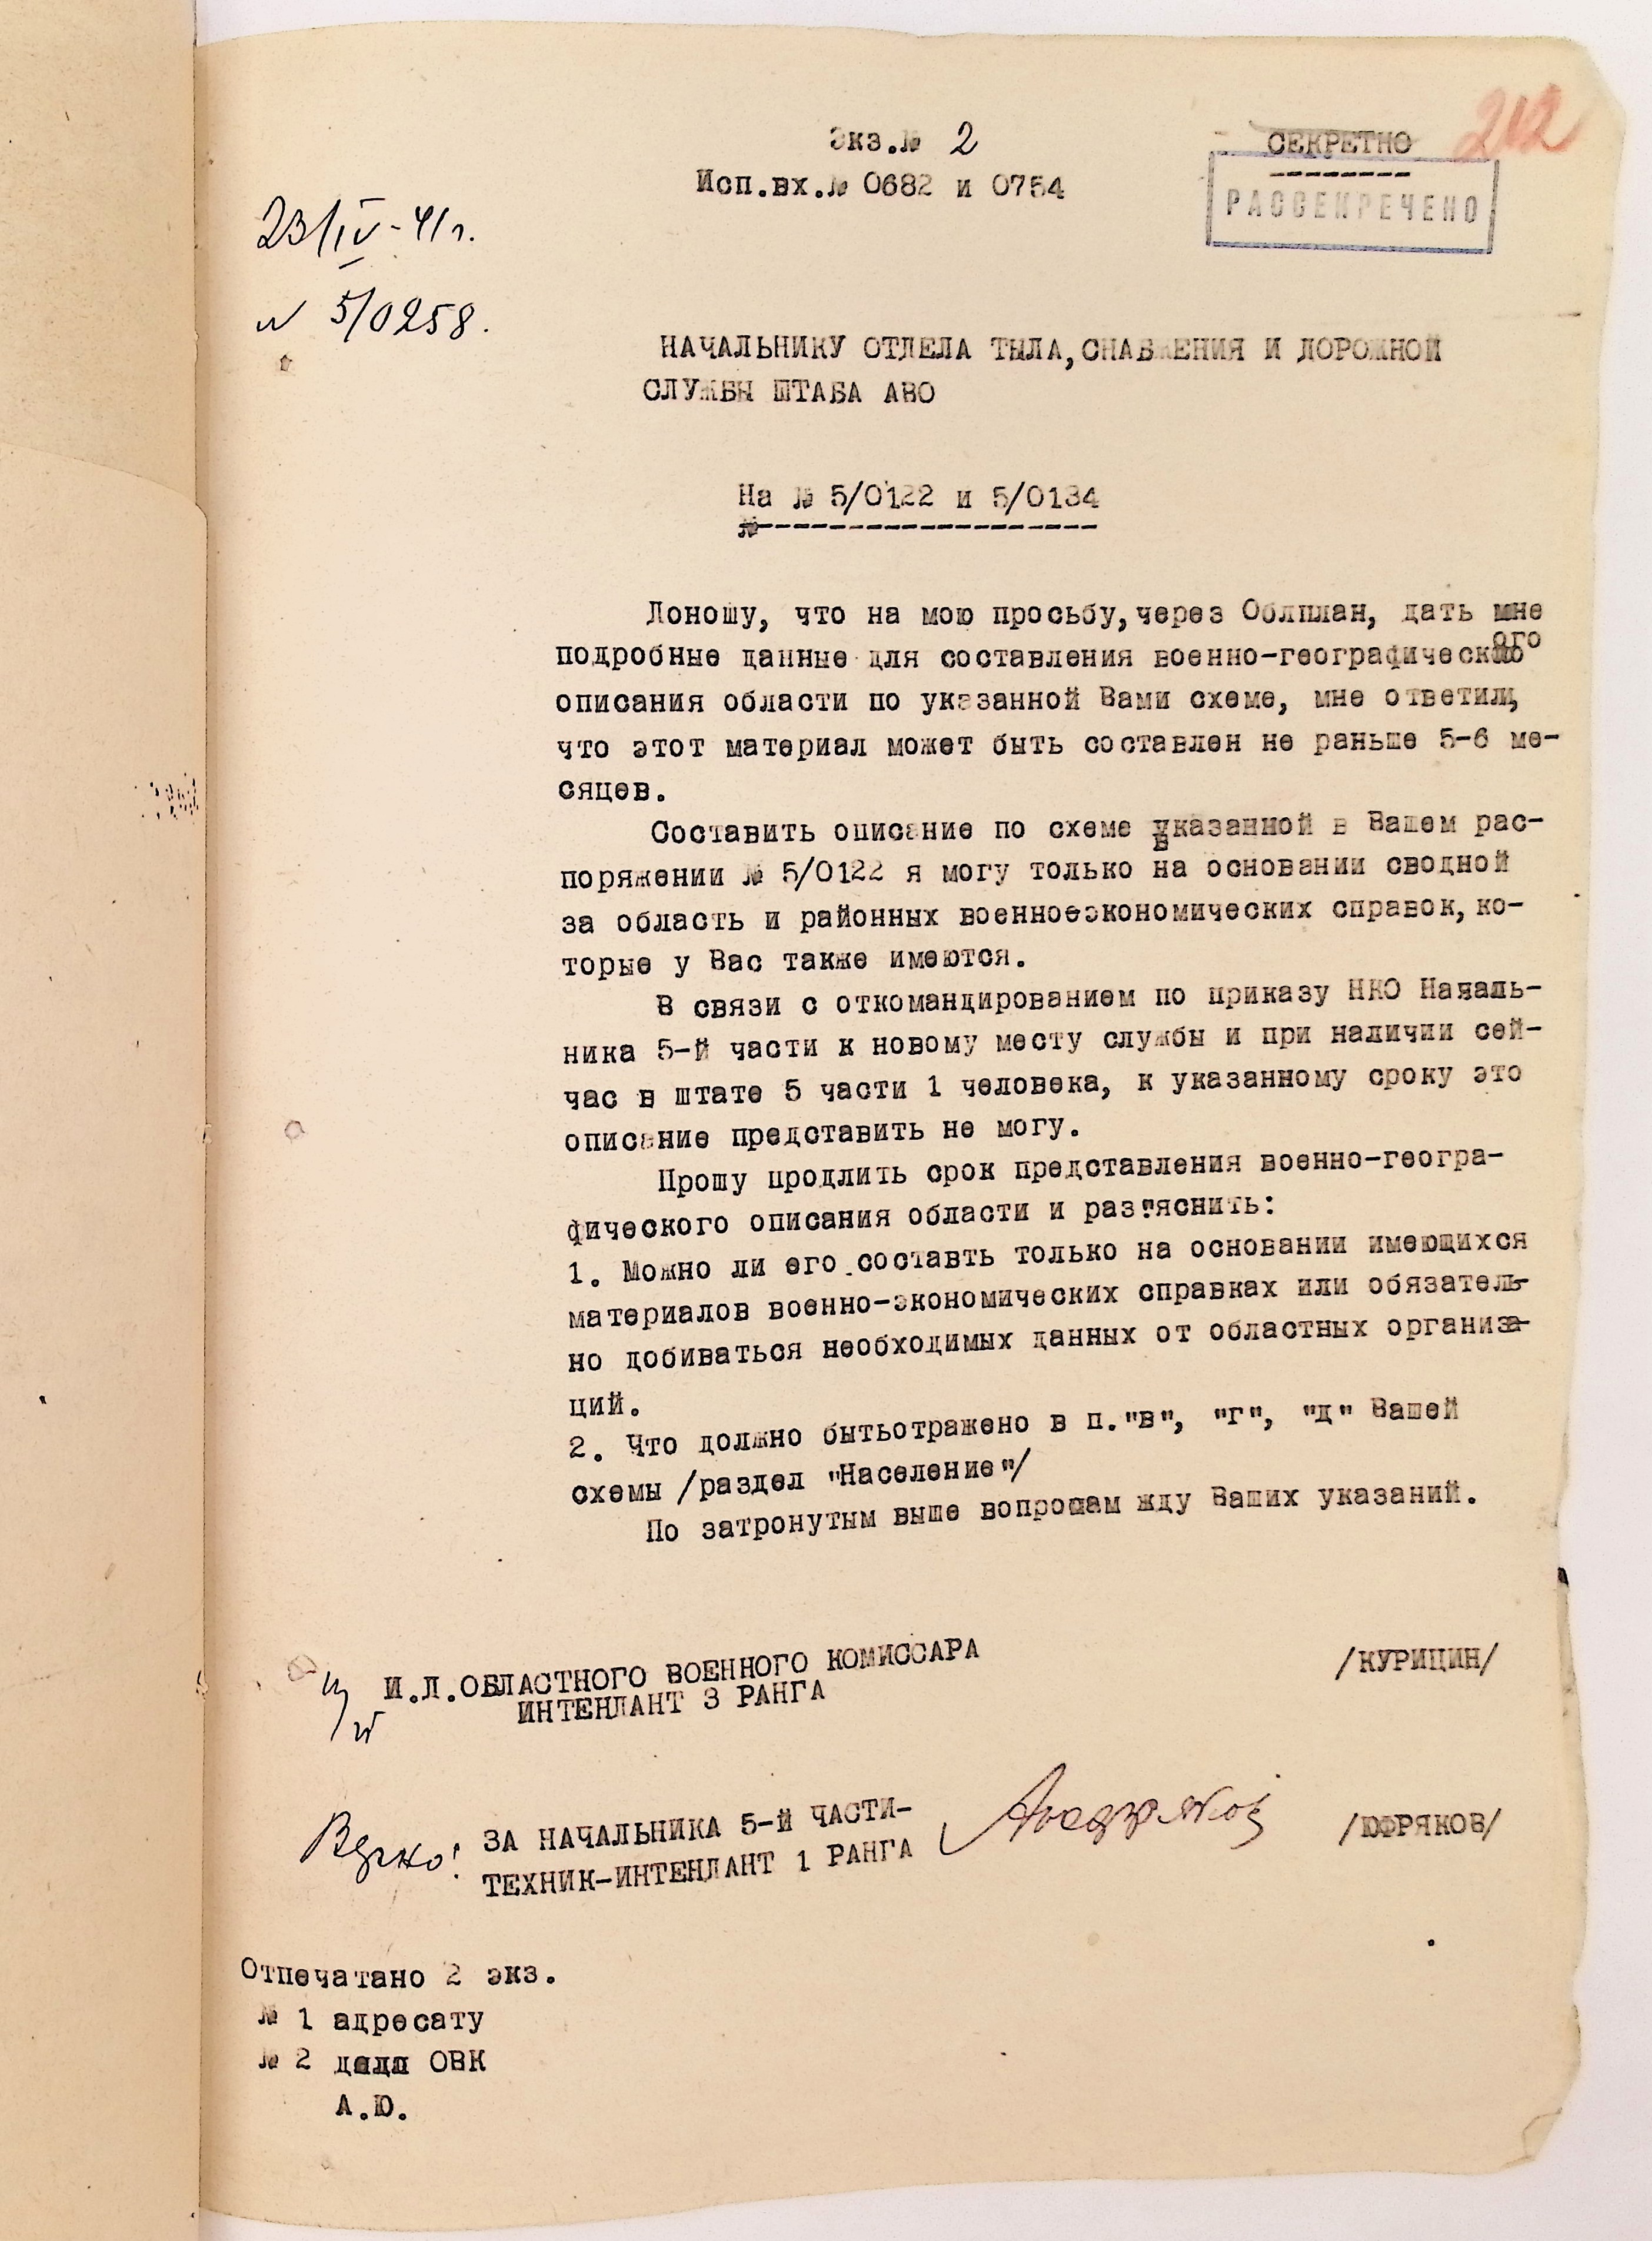 212
Экз.№ 2
СЕКРЕТНО
Исп.вх.№ 0682 и 0754
РАССЕКРЕЧЕНО
23/IV-41г.
№ 5/0258.
НАЧАЛЬНИКУ ОТДЕЛА ТЫЛА,СНАБЖЕНИЯ И ДОРОЖНОЙ
СЛУЖБЫ ШТАБА АВО
На № 5/0122 и 5/0134
№
Доношу, что на мою просьбу,через Облплан, дать мне
подробные данные для составления военно-географического
описания области по указанной Вами схеме, мне ответили,
что этот материал может быть составлен не раньше 5-6 ме-
сяцев.
Составить описание по схеме указанной в Вашем рас-
поряжении № 5/0122 я могу только на основании сводной
за область и районных военноеэкономических справок,ко-
торые у Вас также имеются.
В связи с откомандированием по приказу НКО Началь-
ника 5-й части к новому месту службы и при наличии сей-
час в штате 5 части 1 человека, к указанному сроку это
описание представить не могу.
Прошу продлить срок представления военно-геогра-
фического описания области и раз"яснить:
1. Можно ли его составть только на основании имеющихся
материалов военно-экономических справках или обязатель-
но добиваться необходимых данных от областных организа-
ций.
2. Что должно бытьотражено в п."в", "г", "д" Вашей
схемы /раздел "Население"/
По затронутым выше вопросам жду Ваших указаний.
И.Д.ОБЛАСТНОГО ВОЕННОГО КОМИССАРА
ИНТЕНДАНТ 3 РАНГА
/КУРИЦИН/
Верно:
ЗА НАЧАЛЬНИКА 5-Й ЧАСТИ-
ТЕХНИК-ИНТЕНДАНТ 1 РАНГА
/ЮФРЯКОВ/
Отпечатано 2 экз.
№ 1 адресату
№ 2 дела ОВК
А.Ю.